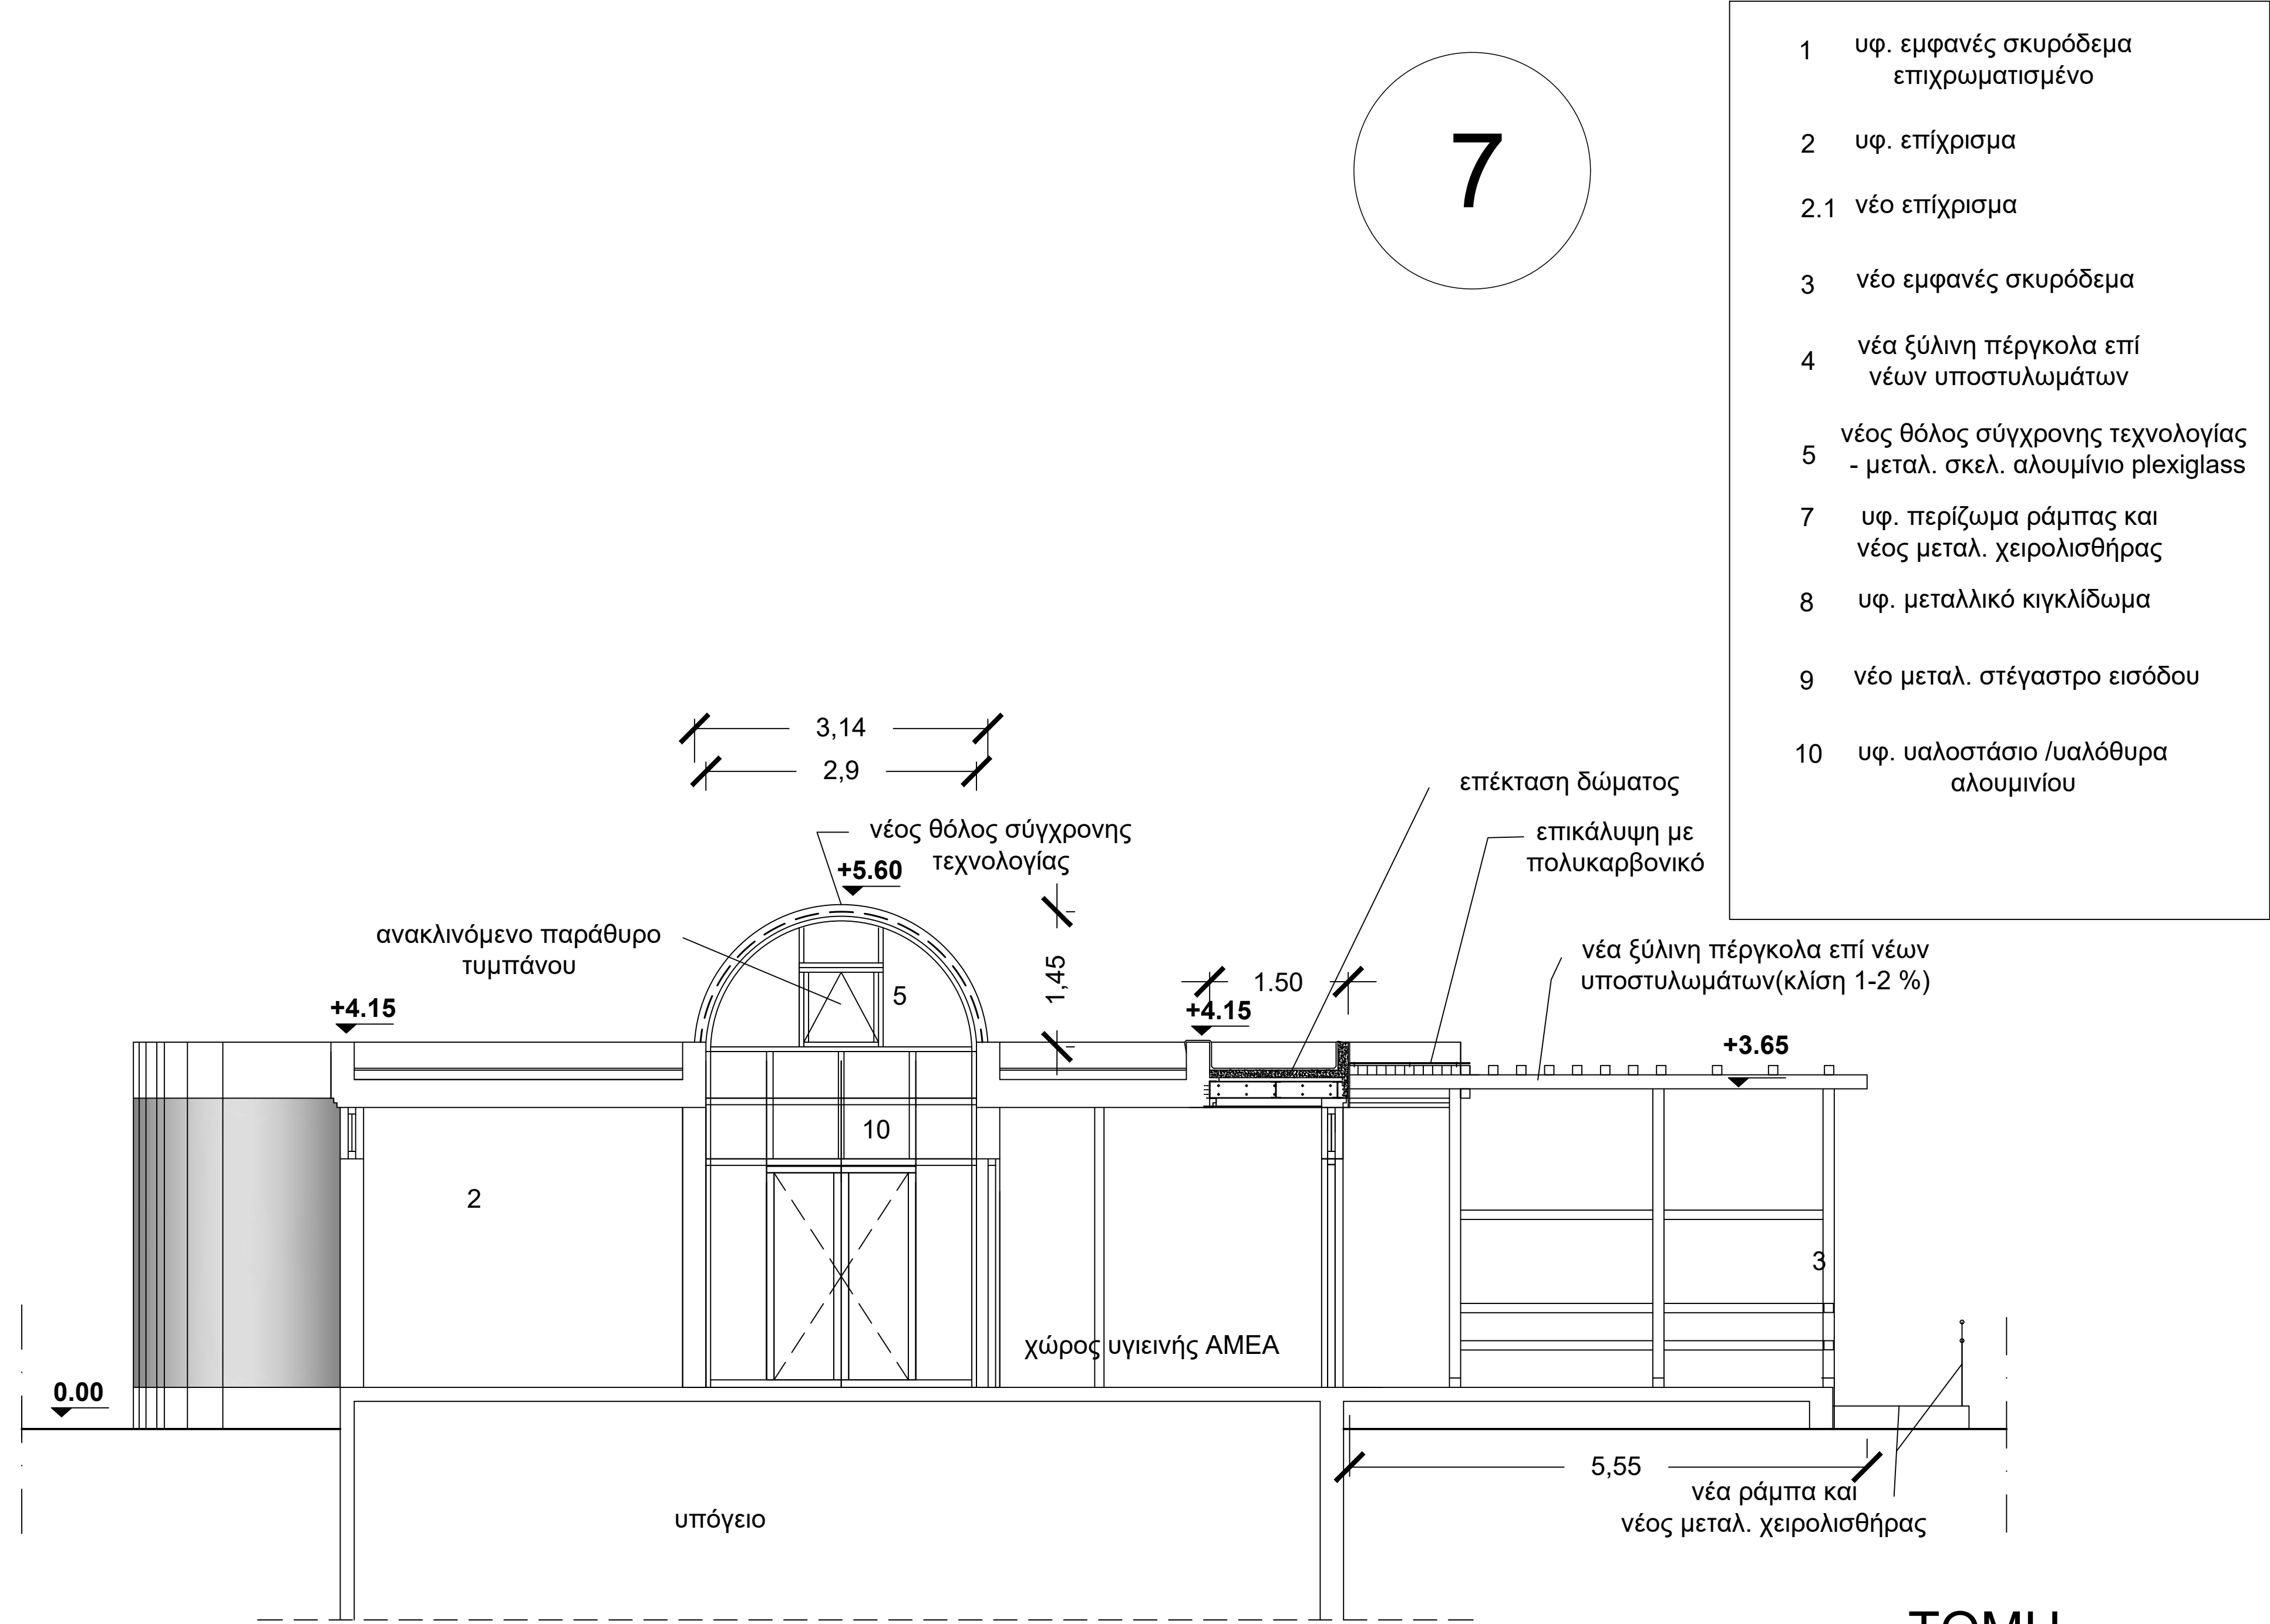 7
1 υφ. εμφανές σκυρόδεμα
επιχρωματισμένο
2 υφ. επίχρισμα
2.1 νέο επίχρισμα
3 νέο εμφανές σκυρόδεμα
4 νέα ξύλινη πέργκολα επί
νέων υποστυλωμάτων
5 νέος θόλος σύγχρονης τεχνολογίας
- μεταλ. σκελ. αλουμίνιο plexiglass
7 υφ. περίζωμα ράμπας και
νέος μεταλ. χειρολισθήρας
8 υφ. μεταλλικό κιγκλίδωμα
9 νέο μεταλ. στέγαστρο εισόδου
10 υφ. υαλοστάσιο /υαλόθυρα
αλουμινίου
3,14
2,9
νέος θόλος σύγχρονης
τεχνολογίας
+5.60
ανακλινόμενο παράθυρο
τυμπάνου
5
1,45
επέκταση δώματος
επικάλυψη με
πολυκαρβονικό
νέα ξύλινη πέργκολα επί νέων
υποστυλωμάτων(κλίση 1-2 %)
1.50
+4.15
+4.15
+3.65
10
2
3
χώρος υγιεινής ΑΜΕΑ
0.00
5,55
νέα ράμπα και
νέος μεταλ. χειρολισθήρας
υπόγειο
ΤΟΜΗ